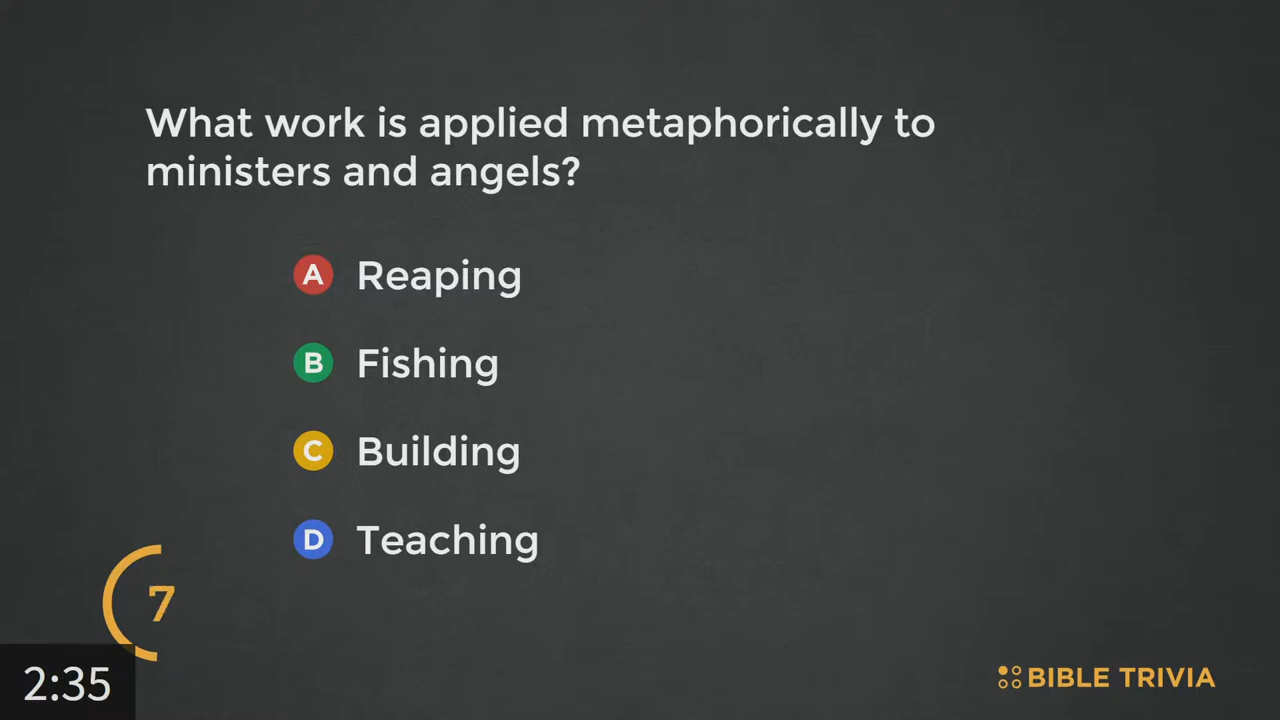 What work is applied metaphorically to
ministers and angels?
A Reaping
B Fishing
C Building
D Teaching
7
2:35
BIBLE TRIVIA